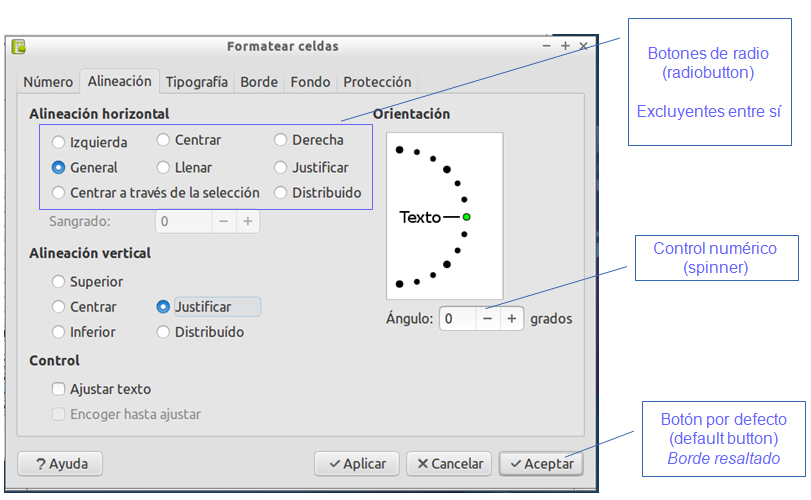 Formatear celdas
Número Alineación Tipografía Borde Fondo Protección
Alineación horizontal
Izquierda Centrar Derecha
General Llenar Justificar
Centrar a través de la selección Distribuido
Sangrado: 0
Alineación vertical
Superior
Centrar Justificar
Inferior Distribuído
Control
Ajustar texto
Encoger hasta ajustar
Orientación
Texto
Ángulo: 0 grados
Ayuda Aplicar Cancelar Aceptar
Botones de radio
(radiobutton)
Excluyentes entre sí
Control numérico
(spinner)
Botón por defecto
(default button)
Borde resaltado